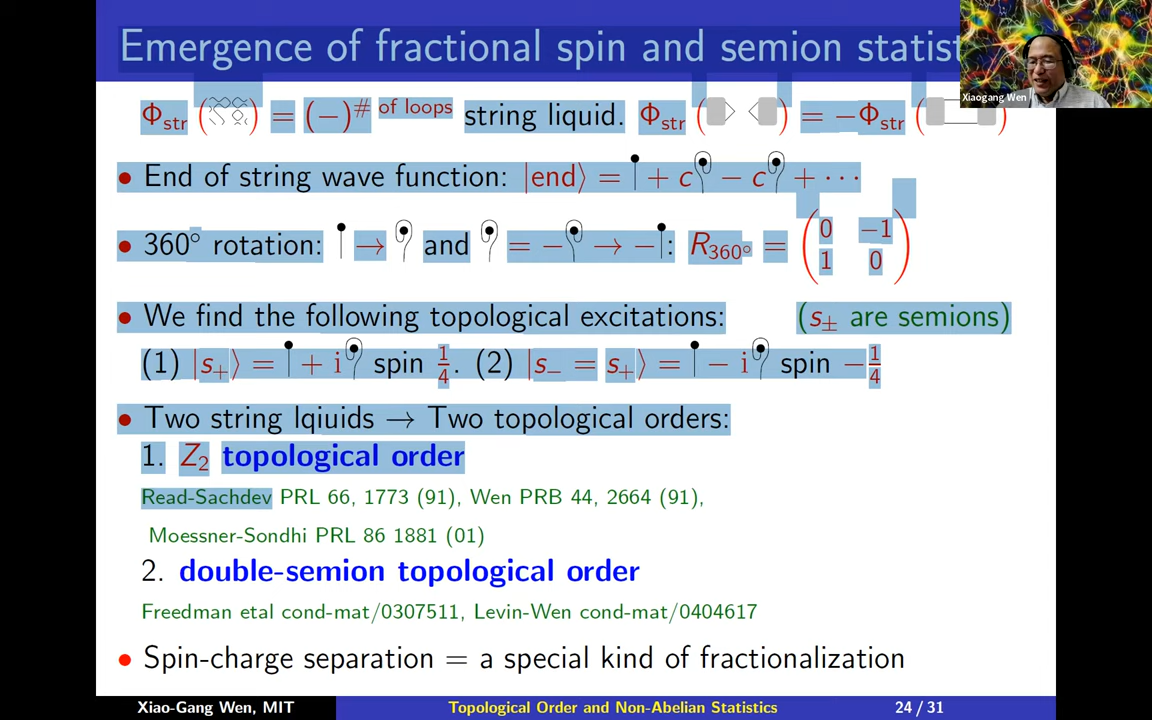 Emergence of fractional spin and semion statist
Xiaogang Wen
Φstr ( ) = (−)# of loops string liquid. Φstr ( ) = −Φstr ( )
• End of string wave function: |end⟩ = + c − c + ⋯
• 360° rotation: → and = − → − : R360° = (0 −1
1 0)
• We find the following topological excitations: (s± are semions)
(1) |s+⟩ = + i spin 1/4. (2) |s− = s+⟩ = − i spin −1/4
• Two string lqiuids → Two topological orders:
1. Z2 topological order
Read-Sachdev PRL 66, 1773 (91), Wen PRB 44, 2664 (91),
Moessner-Sondhi PRL 86 1881 (01)
2. double-semion topological order
Freedman etal cond-mat/0307511, Levin-Wen cond-mat/0404617
• Spin-charge separation = a special kind of fractionalization
Xiao-Gang Wen, MIT Topological Order and Non-Abelian Statistics 24 / 31